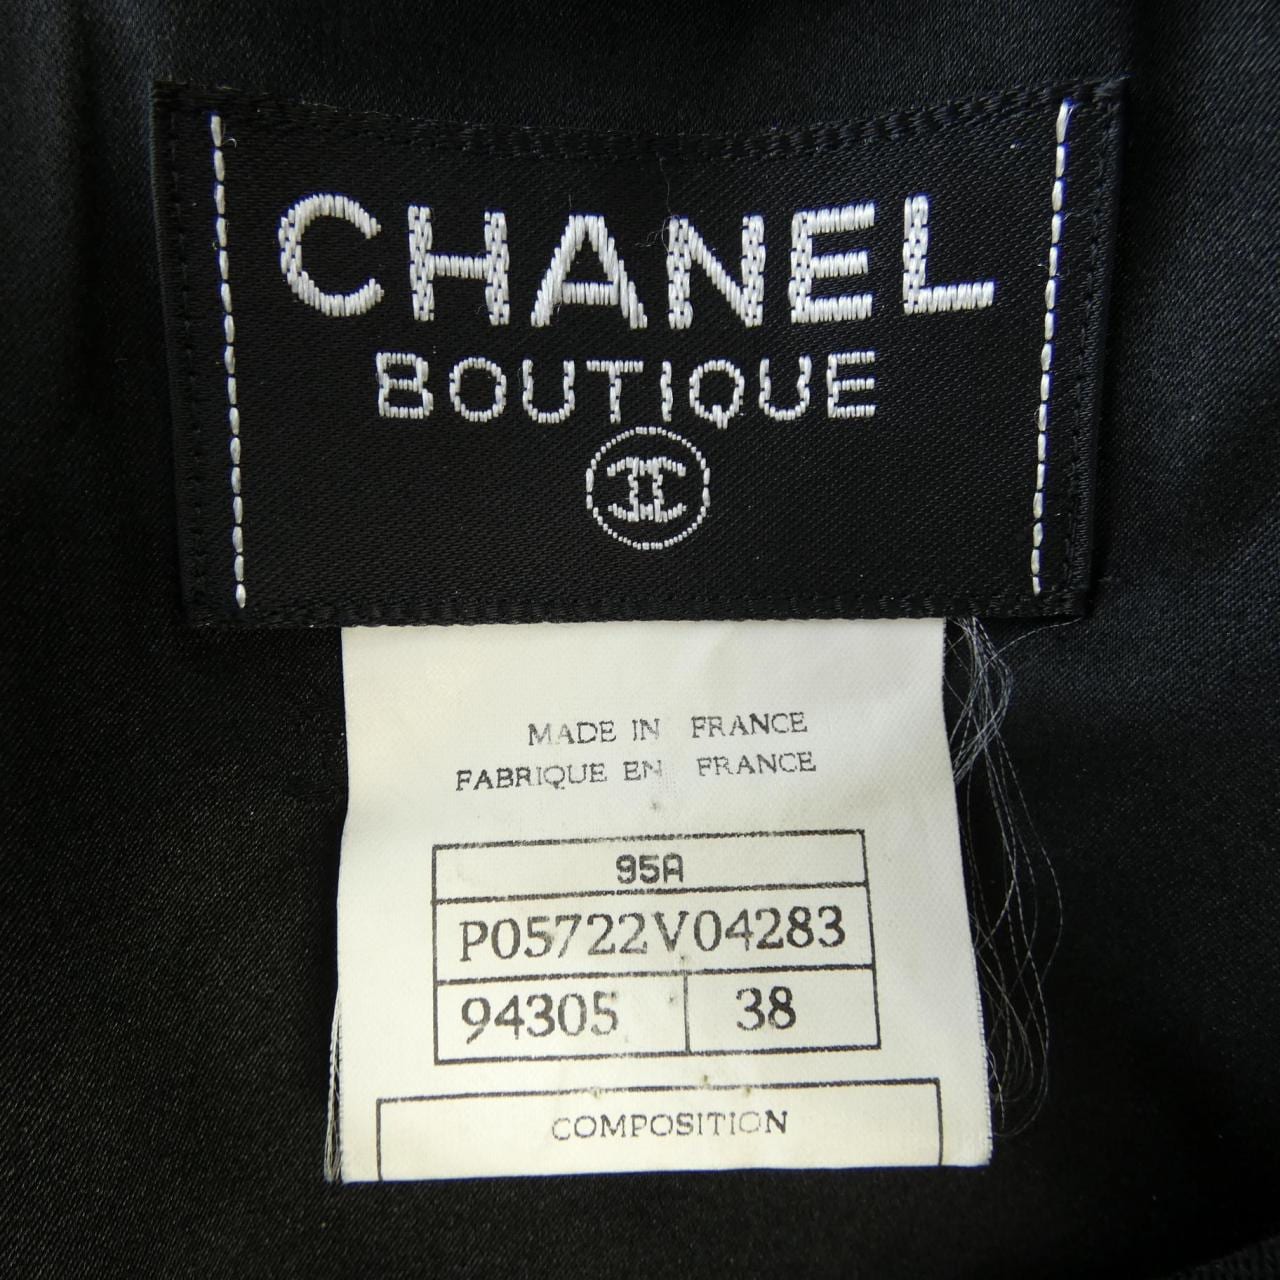 CHANEL
BOUTIQUE
MADE IN FRANCE
FABRIQUE EN FRANCE
95A
P05722V04283
94305 38
COMPOSITION